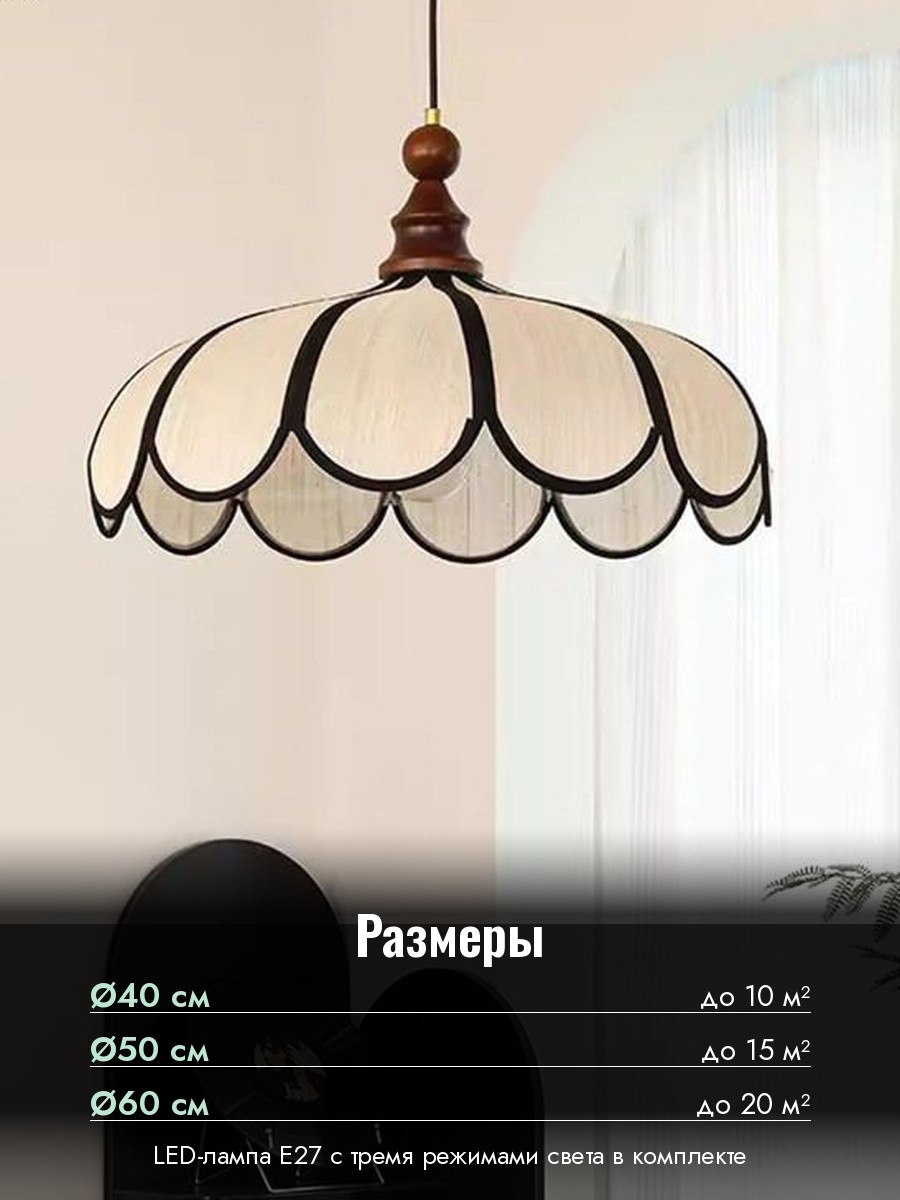 Размеры
Ø40 см до 10 м²
Ø50 см до 15 м²
Ø60 см до 20 м²
LED-лампа E27 с тремя режимами света в комплекте